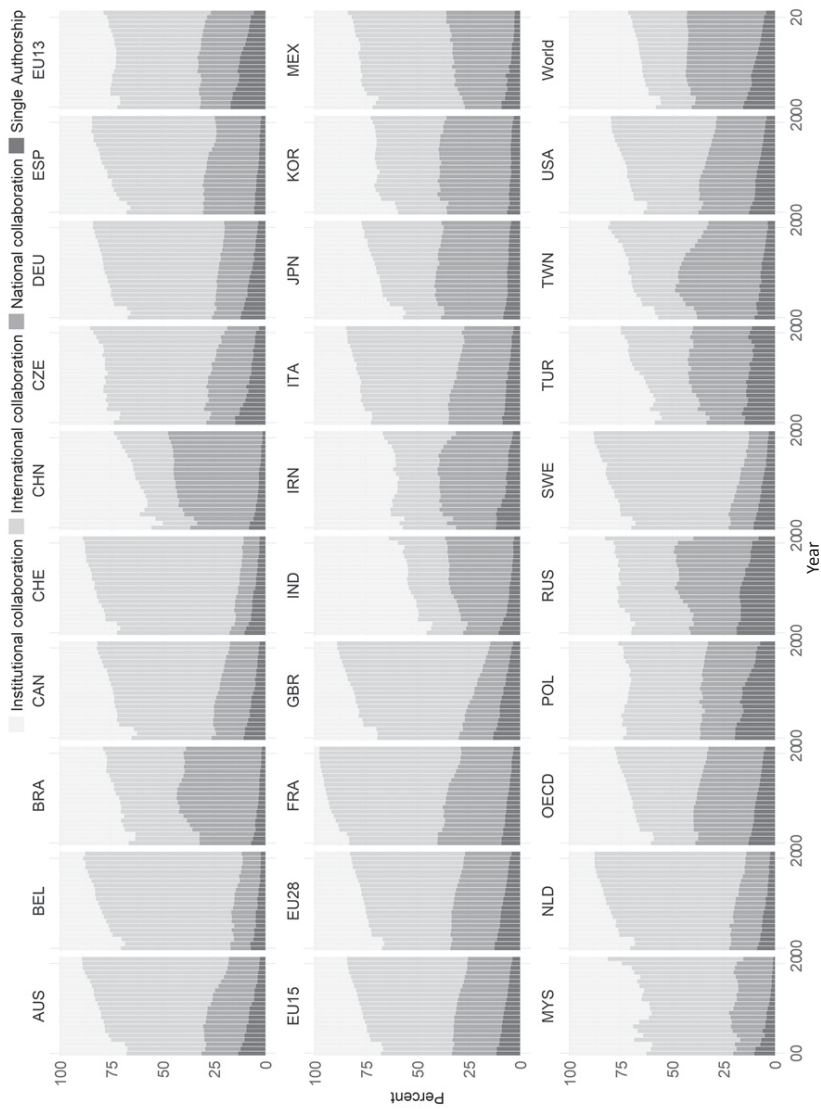 Institutional collaboration International collaboration National collaboration Single Authorship
AUS BEL BRA CAN CHE CHN CZE DEU ESP EU13
100
75
50
25
0
EU15 EU28 FRA GBR IND IRN ITA JPN KOR MEX
100
75
50
25
0
Percent
MYS NLD OECD POL RUS SWE TUR TWN USA World
100
75
50
25
0
00 2000 2000 2000 2000 2000 2000 2000 2000 2000 20
Year